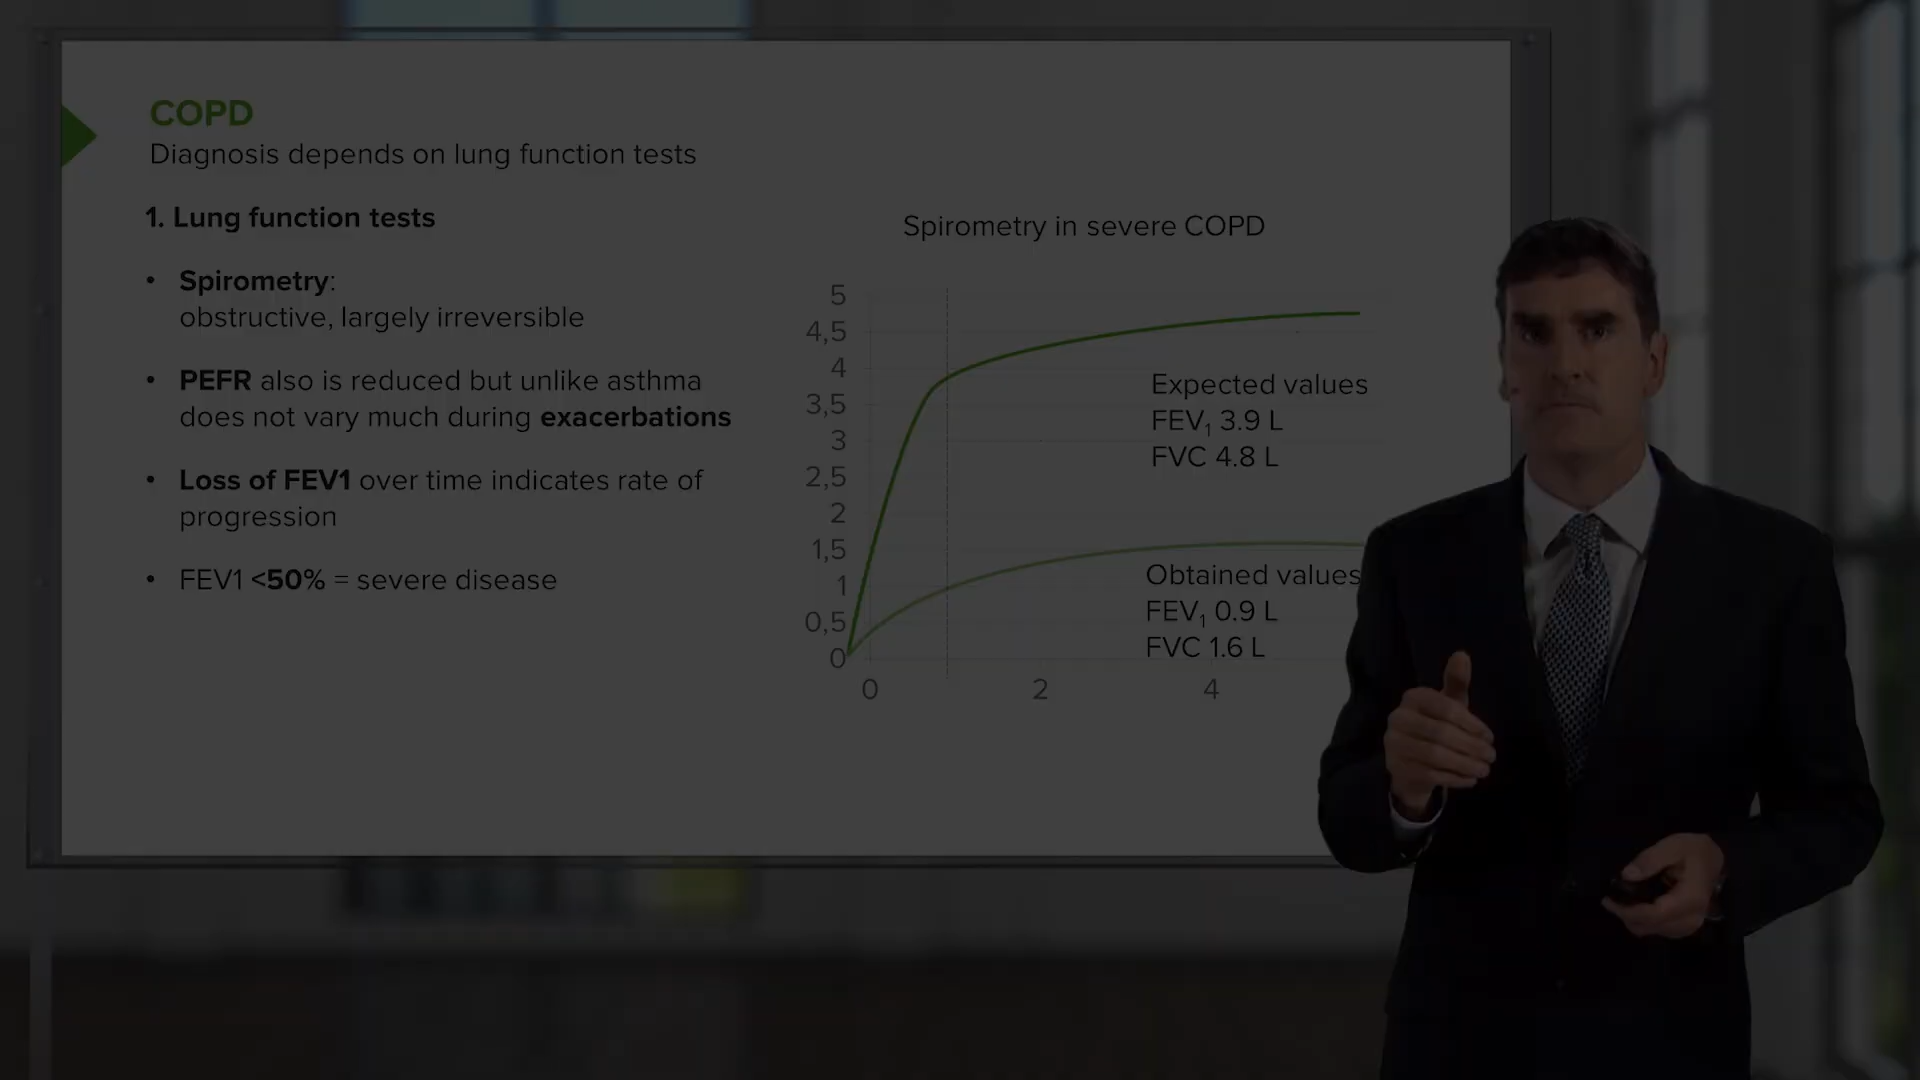 COPD
Diagnosis depends on lung function tests
1. Lung function tests
• Spirometry:
obstructive, largely irreversible
• PEFR also is reduced but unlike asthma
does not vary much during exacerbations
• Loss of FEV1 over time indicates rate of
progression
• FEV1 <50% = severe disease
Spirometry in severe COPD
5
4,5
4
3,5
3
2,5
2
1,5
1
0,5
0
0 2 4
Expected values
FEV₁ 3.9 L
FVC 4.8 L
Obtained values
FEV₁ 0.9 L
FVC 1.6 L